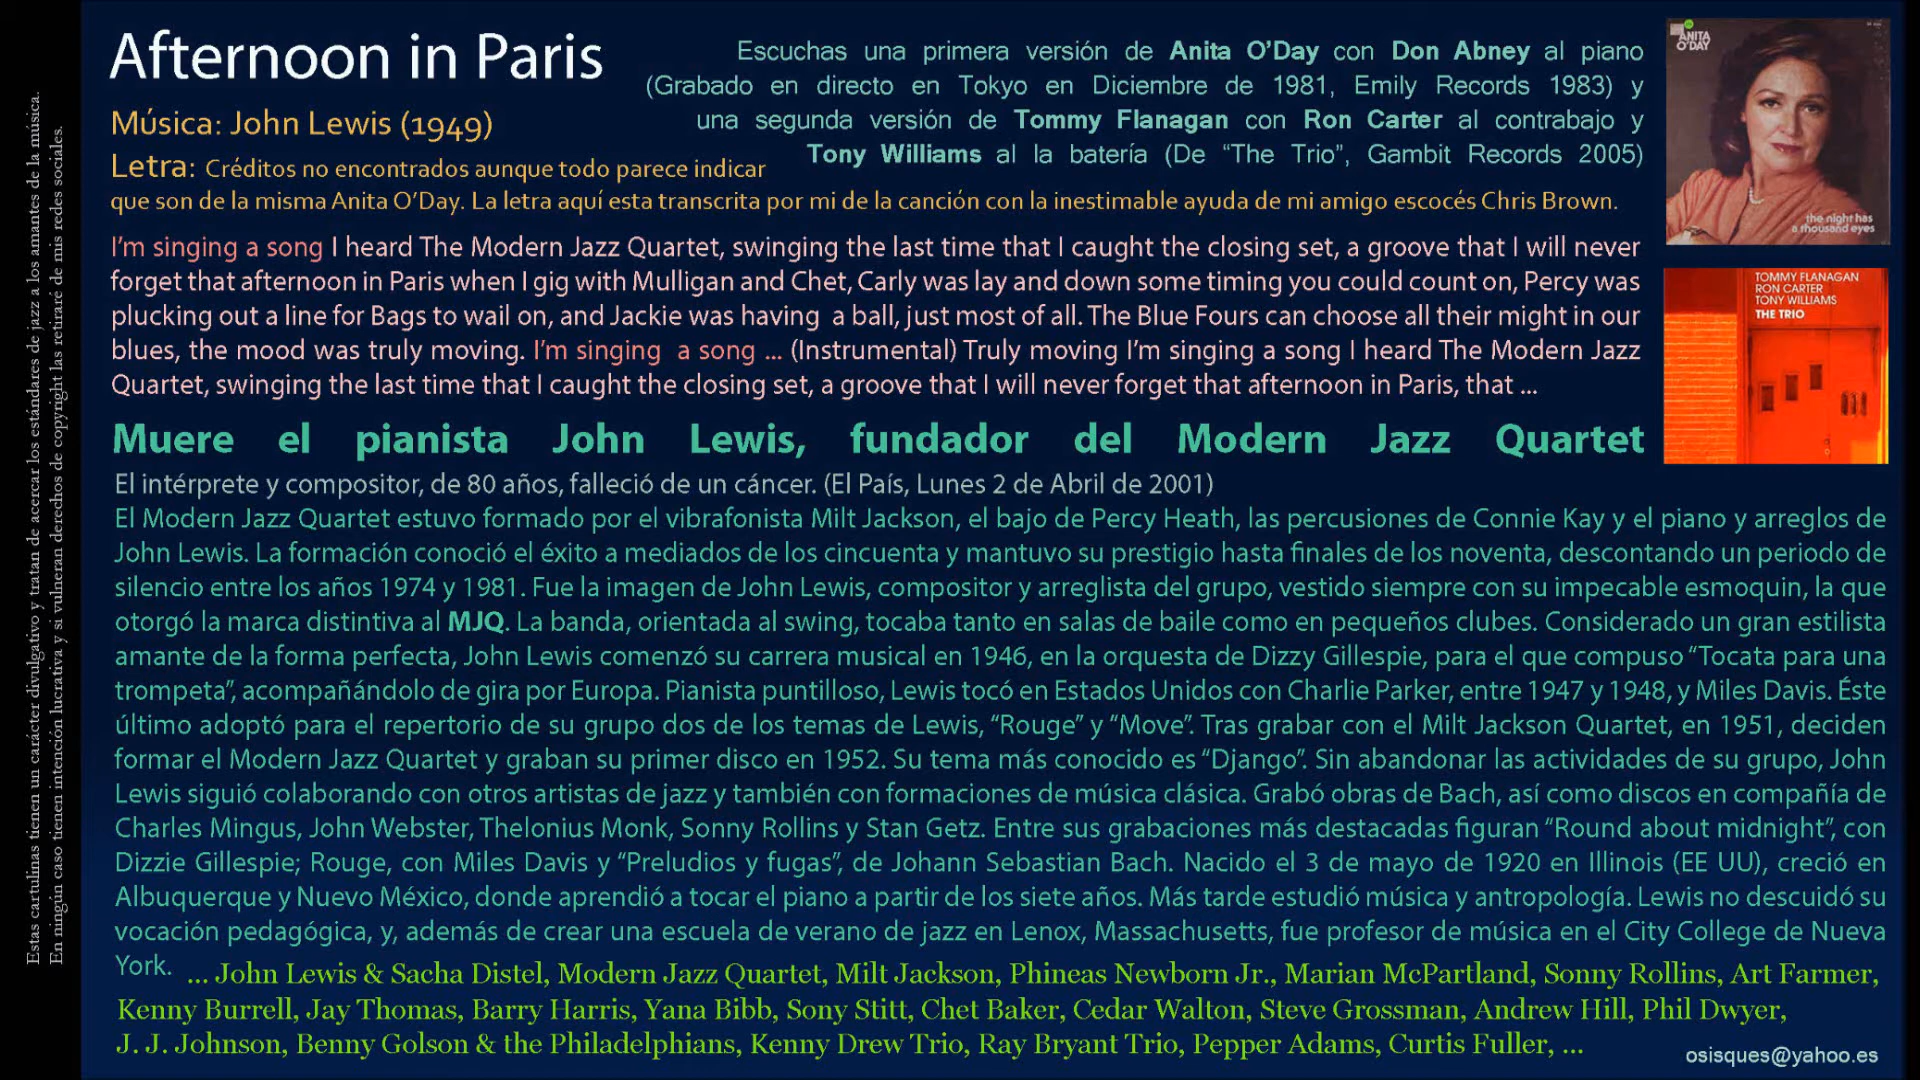 Afternoon in Paris
Música: John Lewis (1949)
Letra: Créditos no encontrados aunque todo parece indicar
que son de la misma Anita O’Day. La letra aquí esta transcrita por mi de la canción con la inestimable ayuda de mi amigo escocés Chris Brown.
Escuchas una primera versión de Anita O’Day con Don Abney al piano
(Grabado en directo en Tokyo en Diciembre de 1981, Emily Records 1983) y
una segunda versión de Tommy Flanagan con Ron Carter al contrabajo y
Tony Williams al la batería (De “The Trio”, Gambit Records 2005)
ANITA
O'DAY
the night has
a thousand eyes
I’m singing a song I heard The Modern Jazz Quartet, swinging the last time that I caught the closing set, a groove that I will never
forget that afternoon in Paris when I gig with Mulligan and Chet, Carly was lay and down some timing you could count on, Percy was
plucking out a line for Bags to wail on, and Jackie was having a ball, just most of all. The Blue Fours can choose all their might in our
blues, the mood was truly moving. I’m singing a song ... (Instrumental) Truly moving I’m singing a song I heard The Modern Jazz
Quartet, swinging the last time that I caught the closing set, a groove that I will never forget that afternoon in Paris, that ...
TOMMY FLANAGAN
RON CARTER
TONY WILLIAMS
THE TRIO
Muere el pianista John Lewis, fundador del Modern Jazz Quartet
El intérprete y compositor, de 80 años, falleció de un cáncer. (El País, Lunes 2 de Abril de 2001)
El Modern Jazz Quartet estuvo formado por el vibrafonista Milt Jackson, el bajo de Percy Heath, las percusiones de Connie Kay y el piano y arreglos de
John Lewis. La formación conoció el éxito a mediados de los cincuenta y mantuvo su prestigio hasta finales de los noventa, descontando un periodo de
silencio entre los años 1974 y 1981. Fue la imagen de John Lewis, compositor y arreglista del grupo, vestido siempre con su impecable esmoquin, la que
otorgó la marca distintiva al MJQ. La banda, orientada al swing, tocaba tanto en salas de baile como en pequeños clubes. Considerado un gran estilista
amante de la forma perfecta, John Lewis comenzó su carrera musical en 1946, en la orquesta de Dizzy Gillespie, para el que compuso “Tocata para una
trompeta”, acompañándolo de gira por Europa. Pianista puntilloso, Lewis tocó en Estados Unidos con Charlie Parker, entre 1947 y 1948, y Miles Davis. Éste
último adoptó para el repertorio de su grupo dos de los temas de Lewis, “Rouge” y “Move”. Tras grabar con el Milt Jackson Quartet, en 1951, deciden
formar el Modern Jazz Quartet y graban su primer disco en 1952. Su tema más conocido es “Django”. Sin abandonar las actividades de su grupo, John
Lewis siguió colaborando con otros artistas de jazz y también con formaciones de música clásica. Grabó obras de Bach, así como discos en compañía de
Charles Mingus, John Webster, Thelonius Monk, Sonny Rollins y Stan Getz. Entre sus grabaciones más destacadas figuran “Round about midnight”, con
Dizzie Gillespie; Rouge, con Miles Davis y “Preludios y fugas”, de Johann Sebastian Bach. Nacido el 3 de mayo de 1920 en Illinois (EE UU), creció en
Albuquerque y Nuevo México, donde aprendió a tocar el piano a partir de los siete años. Más tarde estudió música y antropología. Lewis no descuidó su
vocación pedagógica, y, además de crear una escuela de verano de jazz en Lenox, Massachusetts, fue profesor de música en el City College de Nueva
York.
... John Lewis & Sacha Distel, Modern Jazz Quartet, Milt Jackson, Phineas Newborn Jr., Marian McPartland, Sonny Rollins, Art Farmer,
Kenny Burrell, Jay Thomas, Barry Harris, Yana Bibb, Sony Stitt, Chet Baker, Cedar Walton, Steve Grossman, Andrew Hill, Phil Dwyer,
J. J. Johnson, Benny Golson & the Philadelphians, Kenny Drew Trio, Ray Bryant Trio, Pepper Adams, Curtis Fuller, ...
osisques@yahoo.es
Estas cartulinas tienen un carácter divulgativo y tratan de acercar los estándares de jazz a los amantes de la música.
En ningún caso tienen intención lucrativa y si vulneran derechos de copyright las retiraré de mis redes sociales.